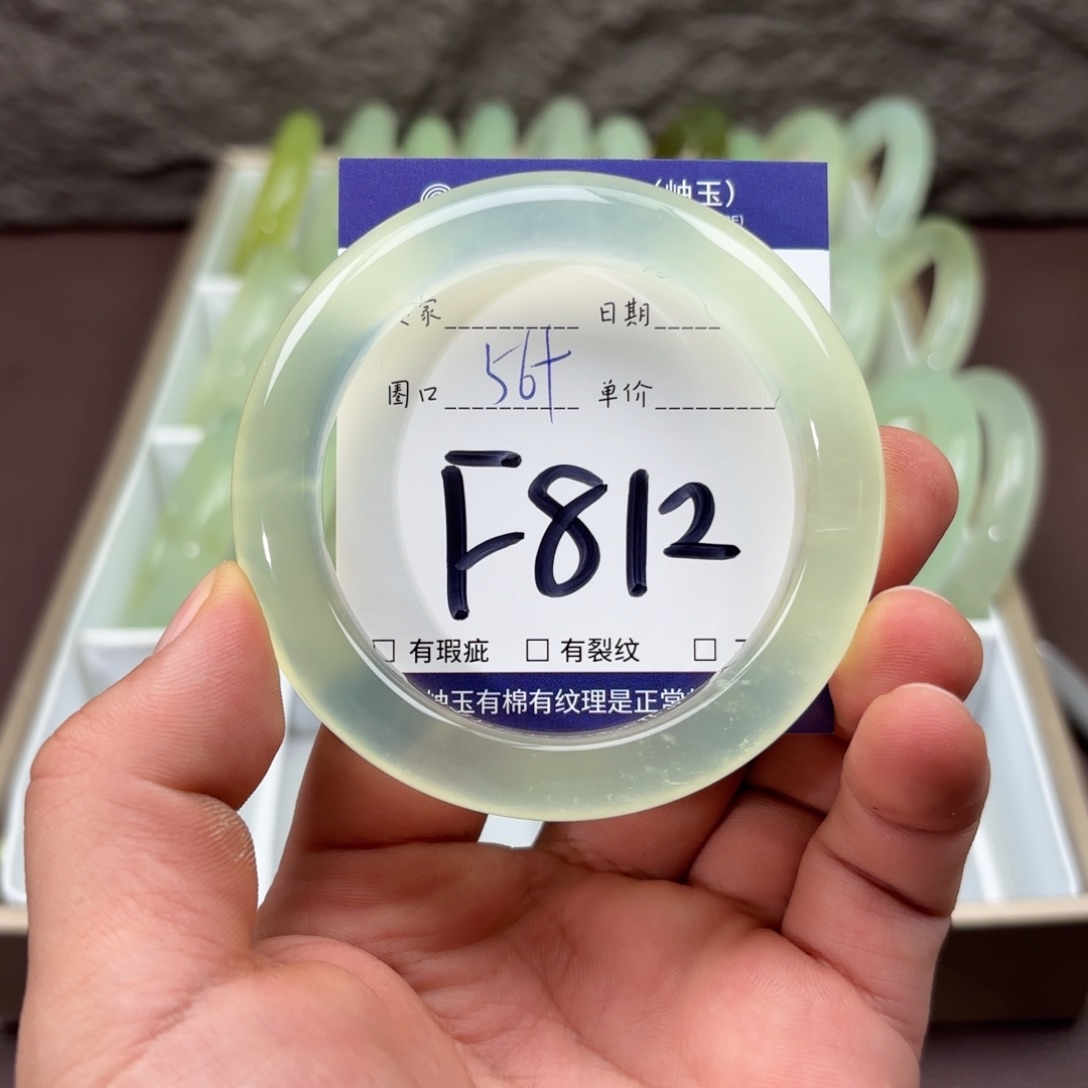 （岫玉）
家 日期
圈口 56+ 单价
F812
□ 有瑕疵 □ 有裂纹 □
岫玉有棉有纹理是正常